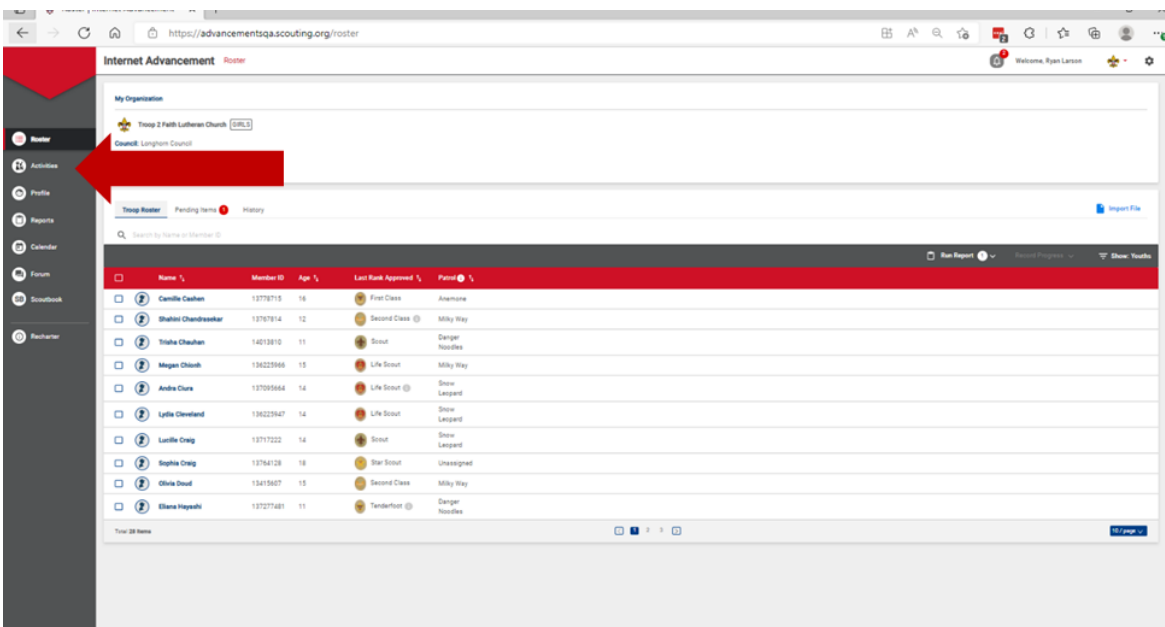 https://advancementsqa.scouting.org/roster
Internet Advancement Roster
Welcome, Ryan Larson
My Organization
Troop 2 Faith Lutheran Church GIRLS
Council: Longhorn Council
Roster
Activities
Profile
Reports
Calendar
Forum
SB Scoutbook
Recharter
Troop Roster Pending Items History
Import File
Search by Name or Member ID
Run Report 1 Record Progress Show: Youths
Name Member ID Age Last Rank Approved Patrol
Camille Cashen 13778715 16 First Class Anemone
Shahini Chandrasekar 13767814 12 Second Class Milky Way
Trisha Chauhan 14013810 11 Scout Danger
Noodles
Megan Chionh 136225966 15 Life Scout Milky Way
Andra Ciura 137095664 14 Life Scout Snow
Leopard
Lydia Cleveland 136225947 14 Life Scout Snow
Leopard
Lucille Craig 13717222 14 Scout Snow
Leopard
Sophia Craig 13764128 18 Star Scout Unassigned
Olivia Doud 13415607 15 Second Class Milky Way
Eliana Hayashi 137277481 11 Tenderfoot Danger
Noodles
Total 28 Items
1 2 3
10 / page